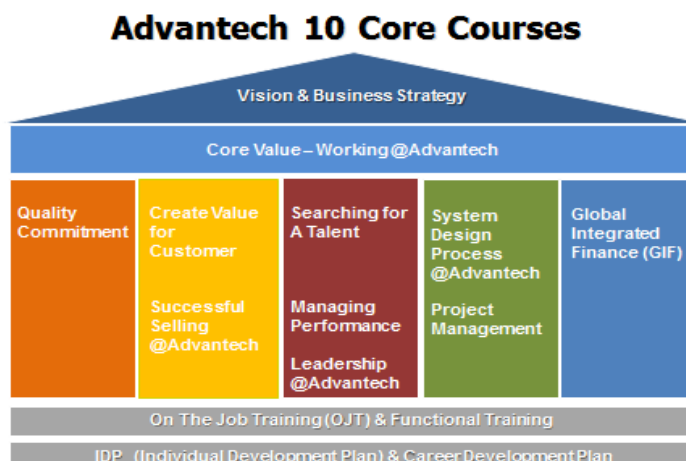 Advantech 10 Core Courses
Vision & Business Strategy
Core Value – Working @Advantech
Quality
Commitment
Create Value
for
Customer
Successful
Selling
@Advantech
Searching for
A Talent
Managing
Performance
Leadership
@Advantech
System
Design
Process
@Advantech
Project
Management
Global
Integrated
Finance (GIF)
On The Job Training (OJT) & Functional Training
IDP (Individual Development Plan) & Career Development Plan